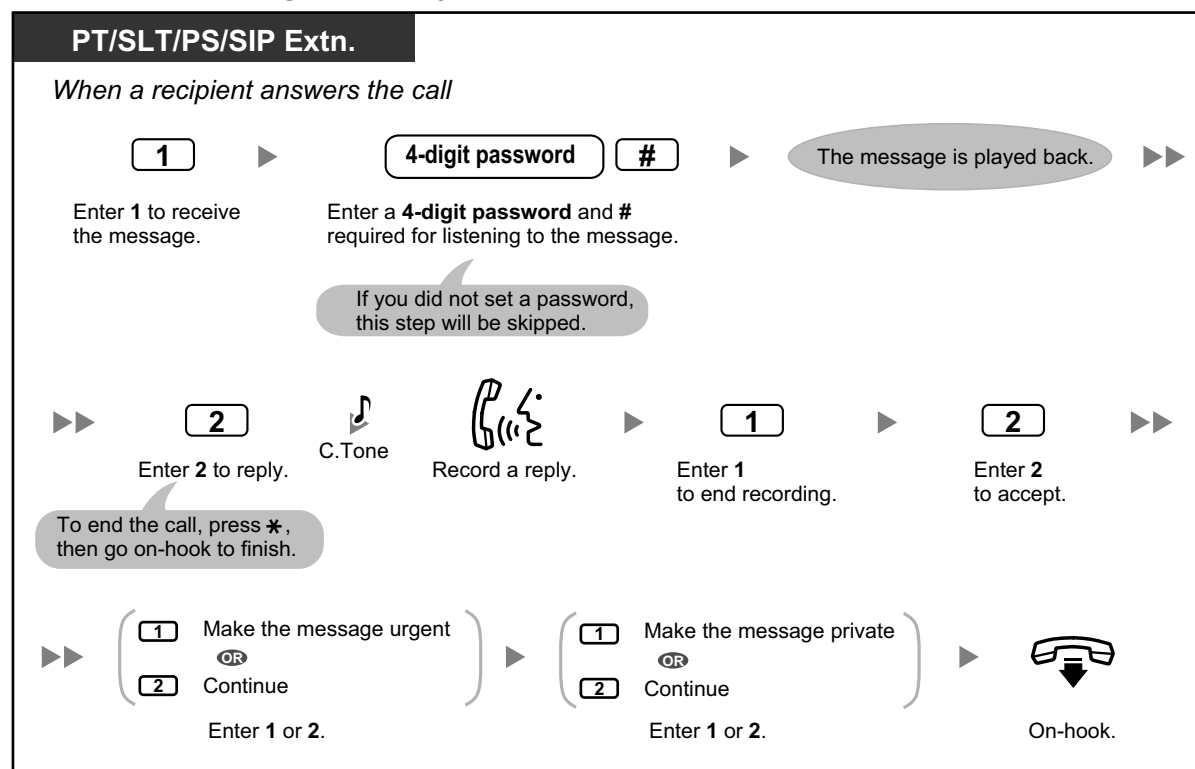 PT/SLT/PS/SIP Extn.
When a recipient answers the call
1
4-digit password #
The message is played back.
Enter 1 to receive
the message.
Enter a 4-digit password and #
required for listening to the message.
If you did not set a password,
this step will be skipped.
2
C.Tone
1
2
Enter 2 to reply.
Record a reply.
Enter 1
to end recording.
Enter 2
to accept.
To end the call, press *,
then go on-hook to finish.
1 Make the message urgent
OR
2 Continue
Enter 1 or 2.
1 Make the message private
OR
2 Continue
Enter 1 or 2.
On-hook.